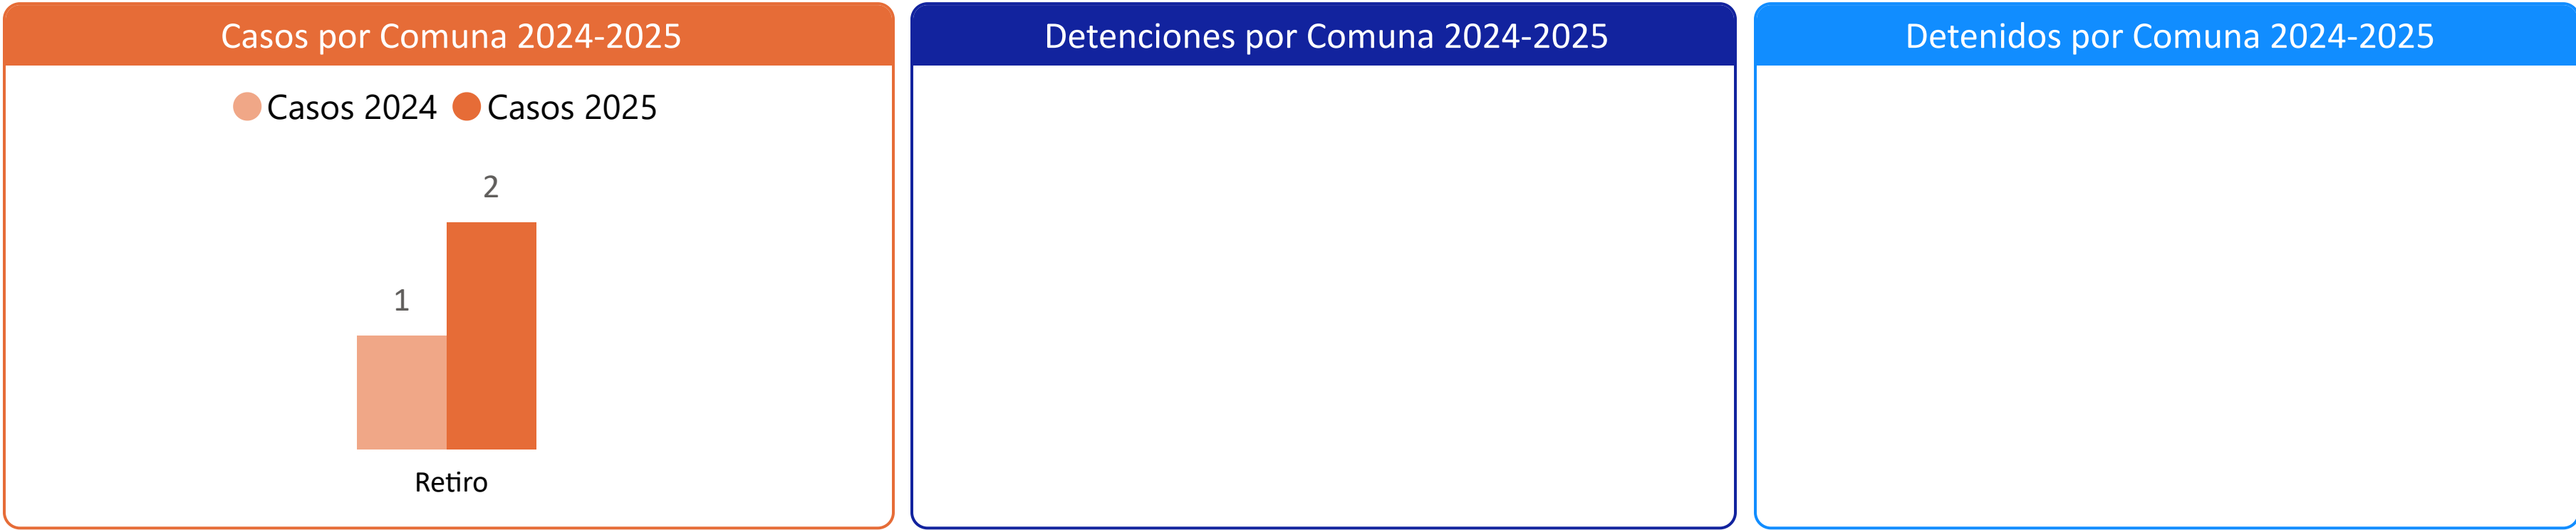 Casos por Comuna 2024-2025
Casos 2024 Casos 2025
2
1
Retiro
Detenciones por Comuna 2024-2025
Detenidos por Comuna 2024-2025